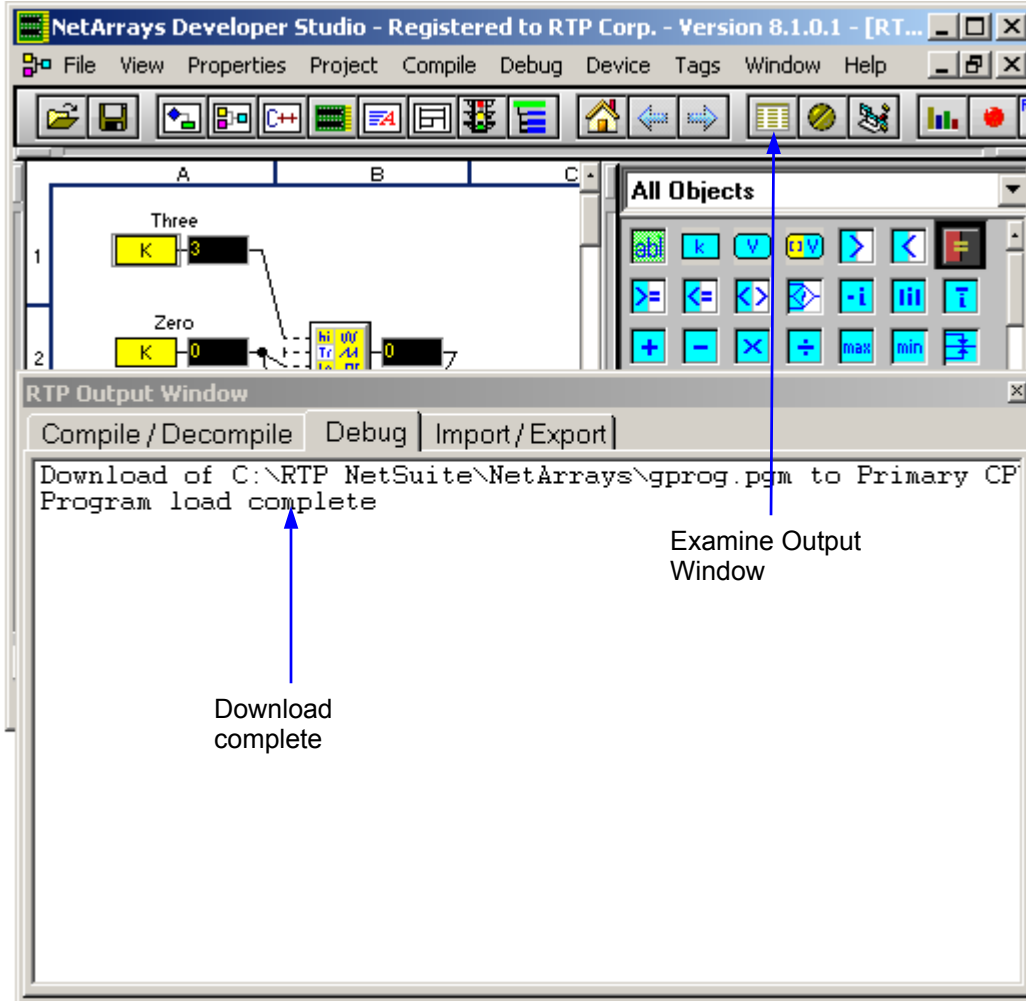 NetArrays Developer Studio - Registered to RTP Corp. - Version 8.1.0.1 - [RT...
File View Properties Project Compile Debug Device Tags Window Help
C++
A B C
All Objects
Three
1
K 3
abl k V V > <  =
>= <= <> ? -i |i| i
Zero
2
K 0
hi
Tr
0
+ - × ÷ max min
RTP Output Window
Compile / Decompile Debug Import / Export
Download of C:\RTP NetSuite\NetArrays\gprog.pgm to Primary CP
Program load complete
Examine Output
Window
Download
complete